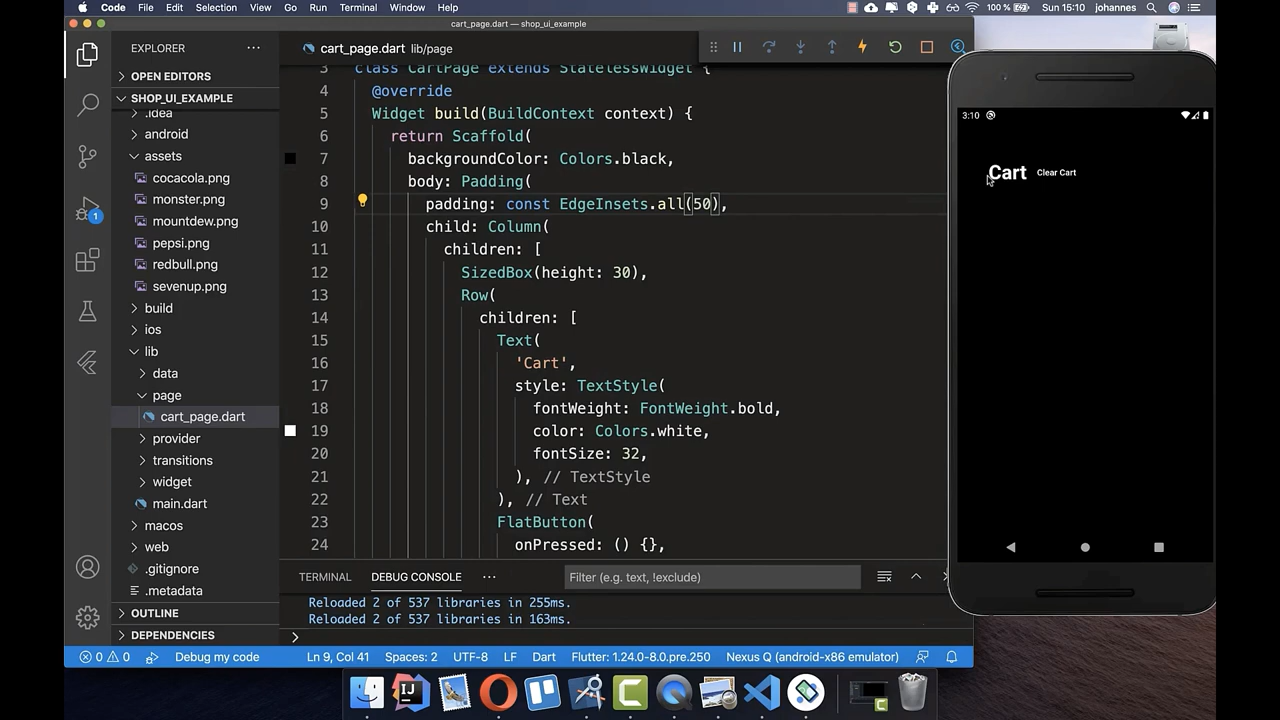 Code File Edit Selection View Go Run Terminal Window Help
100 % Sun 15:10 johannes
cart_page.dart — shop_ui_example
EXPLORER
OPEN EDITORS
SHOP_UI_EXAMPLE
.idea
android
assets
cocacola.png
monster.png
mountdew.png
pepsi.png
redbull.png
sevenup.png
build
ios
lib
data
page
cart_page.dart
provider
transitions
widget
main.dart
macos
web
.gitignore
.metadata
OUTLINE
DEPENDENCIES
1
cart_page.dart lib/page
3 class CartPage extends StatelessWidget {
4 @override
5 Widget build(BuildContext context) {
6 return Scaffold(
7 backgroundColor: Colors.black,
8 body: Padding(
9 padding: const EdgeInsets.all(50),
10 child: Column(
11 children: [
12 SizedBox(height: 30),
13 Row(
14 children: [
15 Text(
16 'Cart',
17 style: TextStyle(
18 fontWeight: FontWeight.bold,
19 color: Colors.white,
20 fontSize: 32,
21 ), // TextStyle
22 ), // Text
23 FlatButton(
24 onPressed: () {},
TERMINAL DEBUG CONSOLE ··· Filter (e.g. text, !exclude)
Reloaded 2 of 537 libraries in 255ms.
Reloaded 2 of 537 libraries in 163ms.
>
0 0 Debug my code Ln 9, Col 41 Spaces: 2 UTF-8 LF Dart Flutter: 1.24.0-8.0.pre.250 Nexus Q (android-x86 emulator)
3:10
Cart Clear Cart